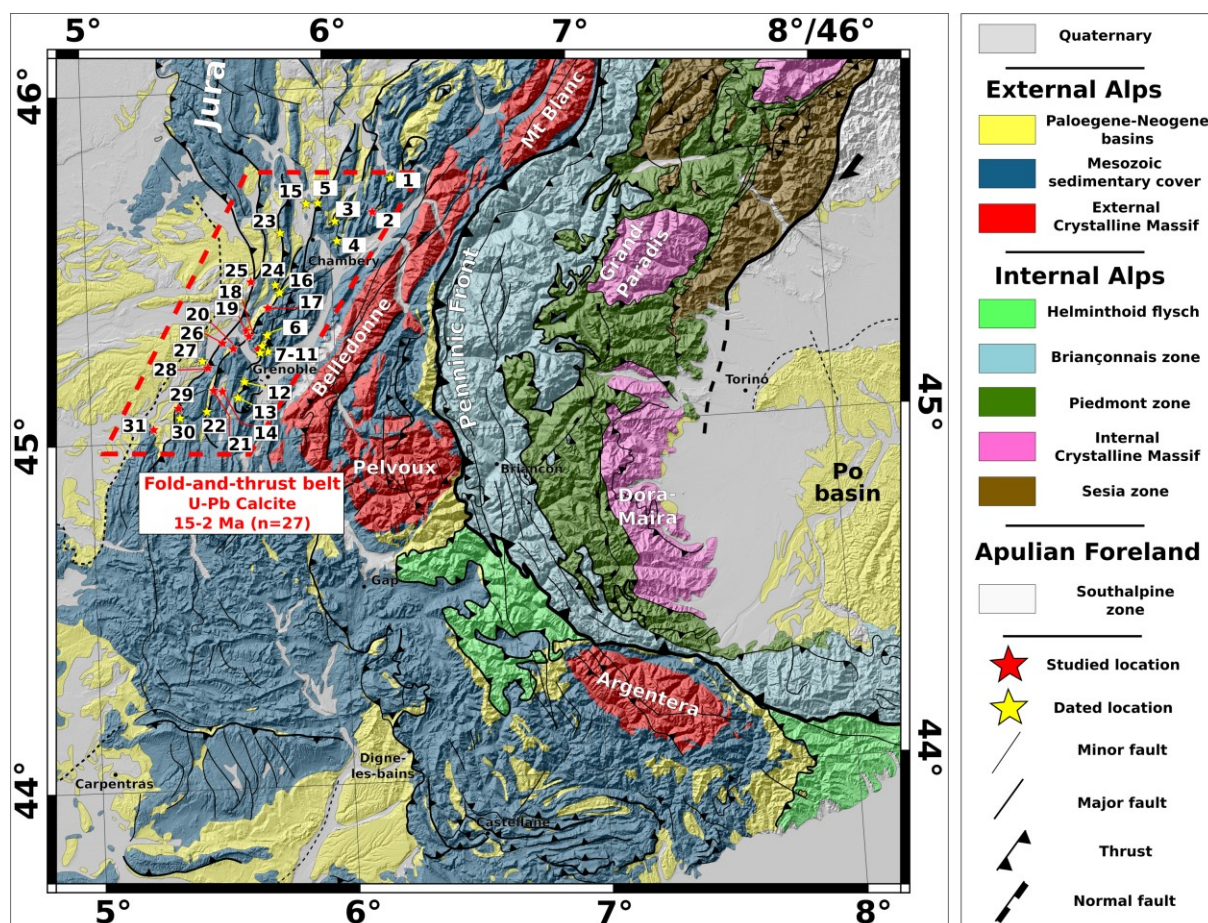 5° 6° 7° 8°/46°
46°
Jura
Mt Blanc
15 5 1
3 2
23
4
Chambéry
25 24 16
18 17
19
20 6
26
27 7-11
Grenoble
28
29 12
13
31 30 22 14
21
45°
Belledonne
Penninic Front
Grand
Paradis
Torino
45°
Pelvoux
Briançon
Dora-
Maira
Po
basin
Fold-and-thrust belt
U-Pb Calcite
15-2 Ma (n=27)
Gap
Argentera
44°
44°
Carpentras
Digne-
les-bains
Castellane
5° 6° 7° 8°
Quaternary
External Alps
Paloegene-Neogene
basins
Mesozoic
sedimentary cover
External
Crystalline Massif
Internal Alps
Helminthoid flysch
Briançonnais zone
Piedmont zone
Internal
Crystalline Massif
Sesia zone
Apulian Foreland
Southalpine
zone
Studied location
Dated location
Minor fault
Major fault
Thrust
Normal fault